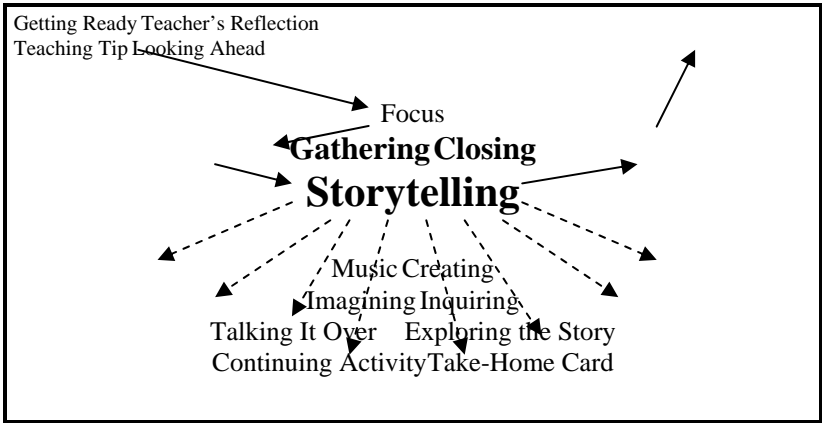 Getting Ready Teacher's Reflection
Teaching Tip Looking Ahead
Focus
Gathering Closing
Storytelling
Music Creating
Imagining Inquiring
Talking It Over Exploring the Story
Continuing Activity Take-Home Card